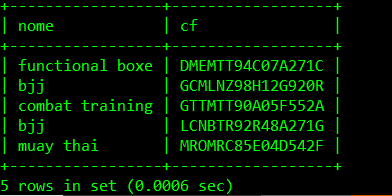 +-----------------+------------------+
| nome            | cf               |
+-----------------+------------------+
| functional boxe | DMEMTT94C07A271C |
| bjj             | GCMLNZ98H12G920R |
| combat training | GTTMTT90A05F552A |
| bjj             | LCNBTR92R48A271G |
| muay thai       | MROMRC85E04D542F |
+-----------------+------------------+
5 rows in set (0.0006 sec)